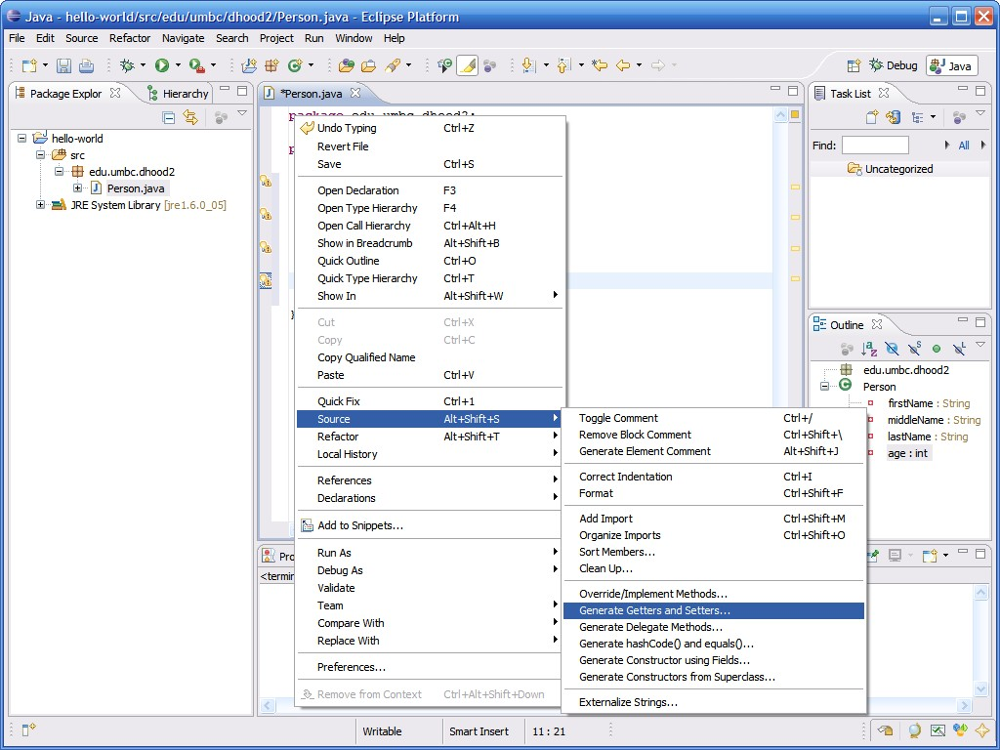 Java - hello-world/src/edu/umbc/dhood2/Person.java - Eclipse Platform
File Edit Source Refactor Navigate Search Project Run Window Help
Debug Java
Package Explor Hierarchy
hello-world
src
edu.umbc.dhood2
Person.java
JRE System Library [jre1.6.0_05]
*Person.java
package edu.umbc.dhood2;
Undo Typing Ctrl+Z
Revert File
Save Ctrl+S
Open Declaration F3
Open Type Hierarchy F4
Open Call Hierarchy Ctrl+Alt+H
Show in Breadcrumb Alt+Shift+B
Quick Outline Ctrl+O
Quick Type Hierarchy Ctrl+T
Show In Alt+Shift+W
}
Cut Ctrl+X
Copy Ctrl+C
Copy Qualified Name
Paste Ctrl+V
Quick Fix Ctrl+1
Source Alt+Shift+S
Refactor Alt+Shift+T
Local History
References
Declarations
Add to Snippets...
Run As
Debug As
Validate
Team
Compare With
Replace With
Preferences...
Remove from Context Ctrl+Alt+Shift+Down
Toggle Comment Ctrl+/
Remove Block Comment Ctrl+Shift+\
Generate Element Comment Alt+Shift+J
Correct Indentation Ctrl+I
Format Ctrl+Shift+F
Add Import Ctrl+Shift+M
Organize Imports Ctrl+Shift+O
Sort Members...
Clean Up...
Override/Implement Methods...
Generate Getters and Setters...
Generate Delegate Methods...
Generate hashCode() and equals()...
Generate Constructor using Fields...
Generate Constructors from Superclass...
Externalize Strings...
Task List
Find: All
Uncategorized
Outline
edu.umbc.dhood2
Person
firstName : String
middleName : String
lastName : String
age : int
Pro
<termin
Writable Smart Insert 11 : 21